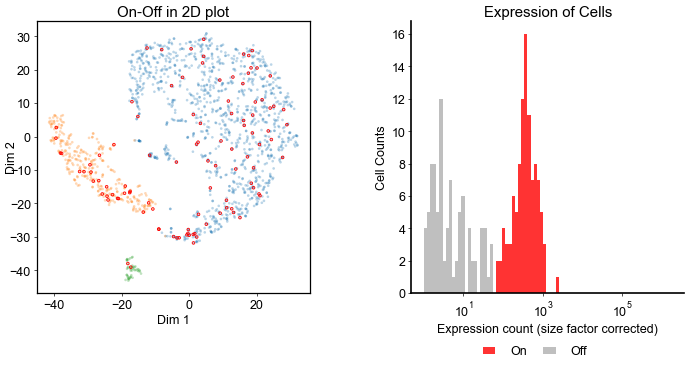 On-Off in 2D plot
30
20
10
0
−10
−20
−30
−40
Dim 2
−40 −20 0 20
Dim 1
Expression of Cells
16
14
12
10
8
6
4
2
0
Cell Counts
10^1 10^3 10^5
Expression count (size factor corrected)
On Off